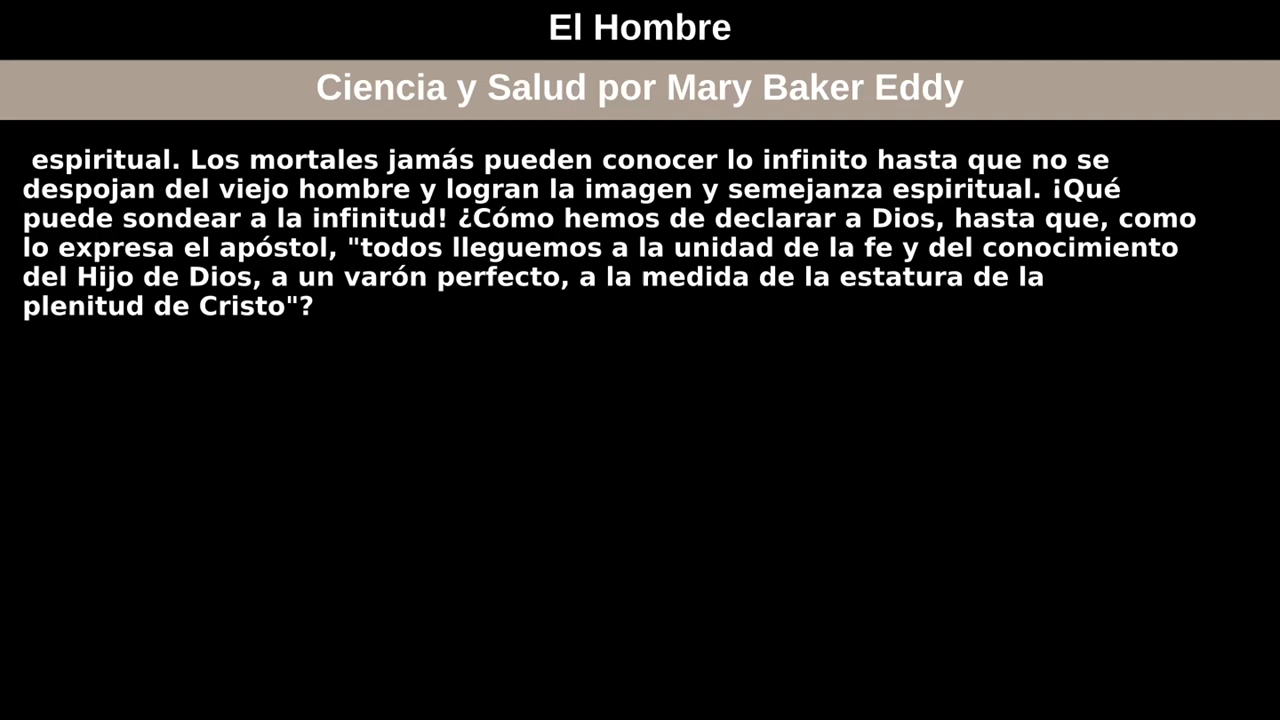 El Hombre
Ciencia y Salud por Mary Baker Eddy
espiritual. Los mortales jamás pueden conocer lo infinito hasta que no se
despojan del viejo hombre y logran la imagen y semejanza espiritual. ¡Qué
puede sondear a la infinitud! ¿Cómo hemos de declarar a Dios, hasta que, como
lo expresa el apóstol, "todos lleguemos a la unidad de la fe y del conocimiento
del Hijo de Dios, a un varón perfecto, a la medida de la estatura de la
plenitud de Cristo"?